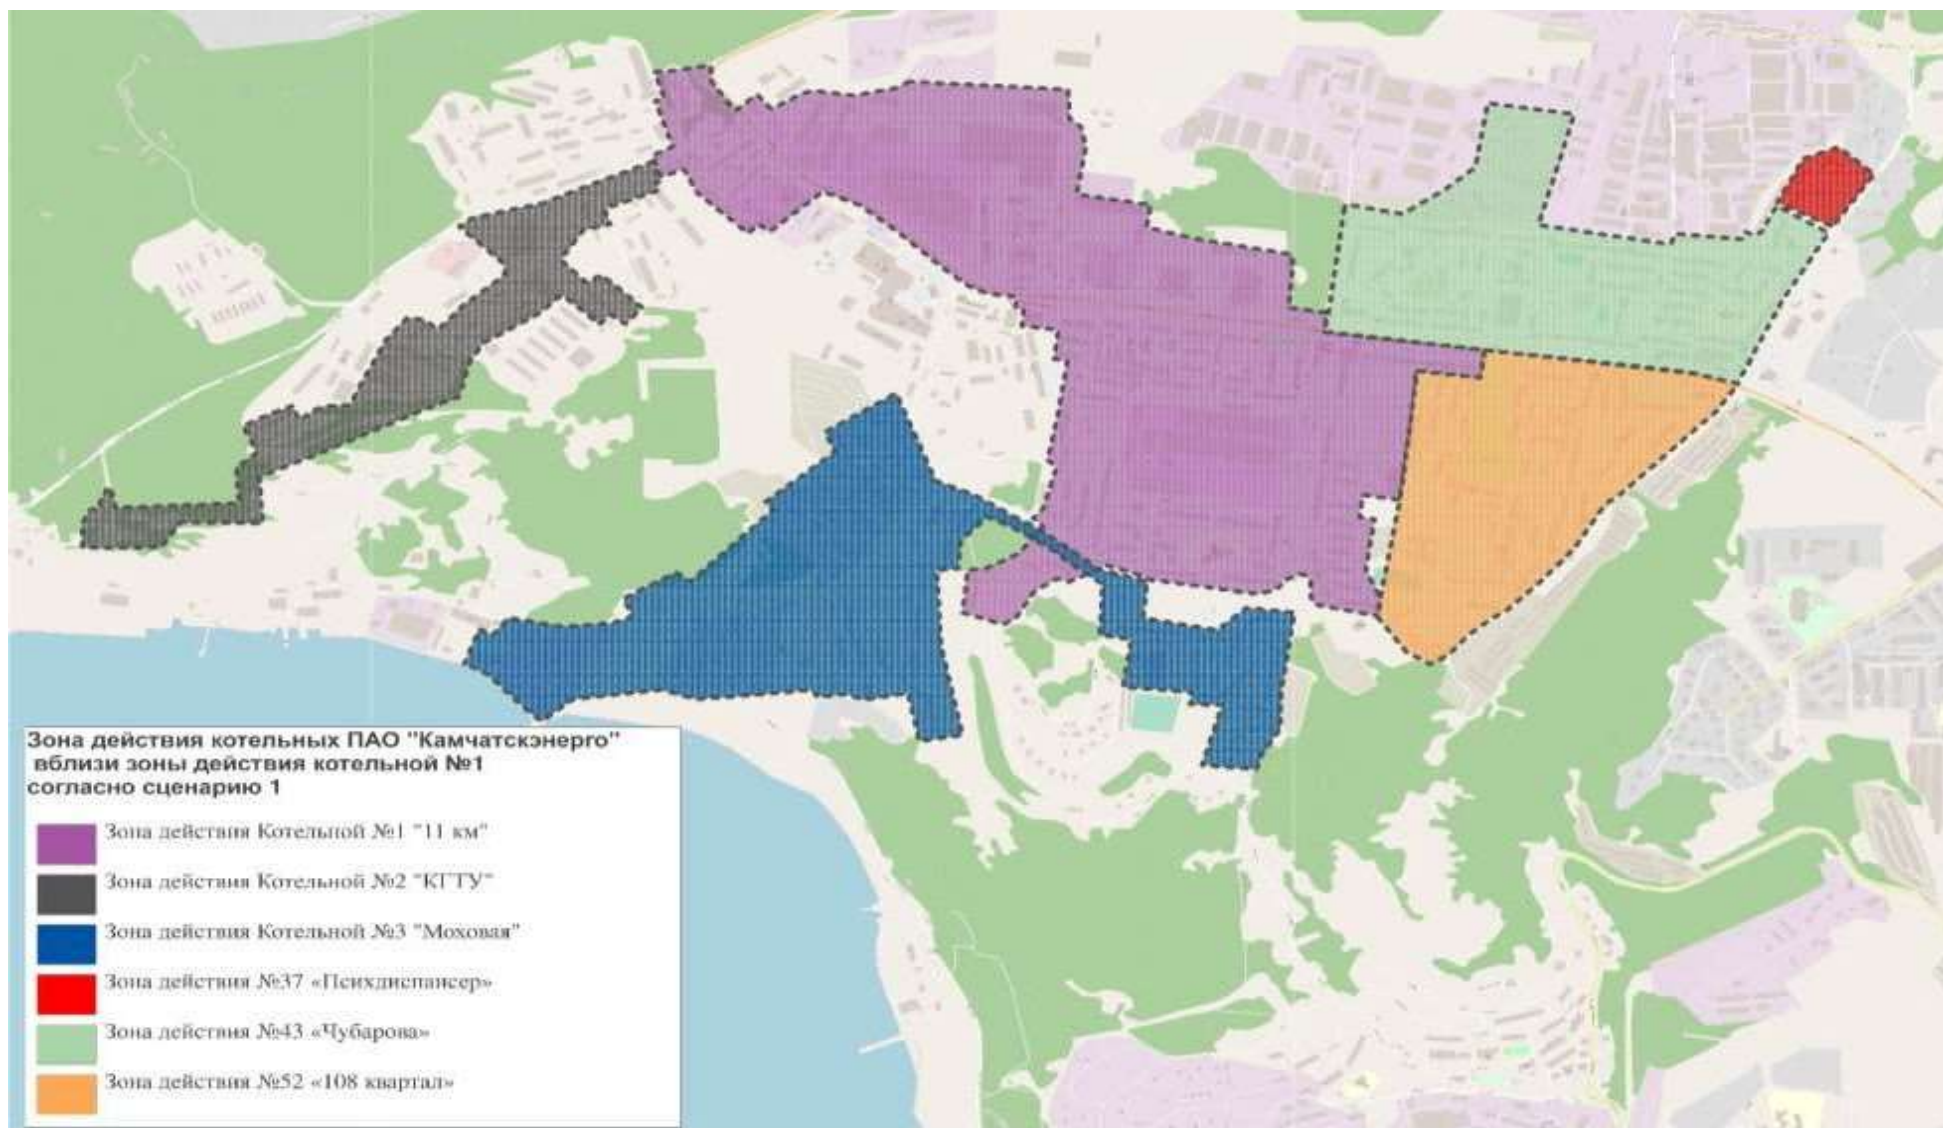 Зона действия котельных ПАО "Камчатскэнерго"
вблизи зоны действия котельной №1
согласно сценарию 1
Зона действия Котельной №1 "11 км"
Зона действия Котельной №2 "КГТУ"
Зона действия Котельной №3 "Моховая"
Зона действия №37 «Психдиспансер»
Зона действия №43 «Чубарова»
Зона действия №52 «108 квартал»